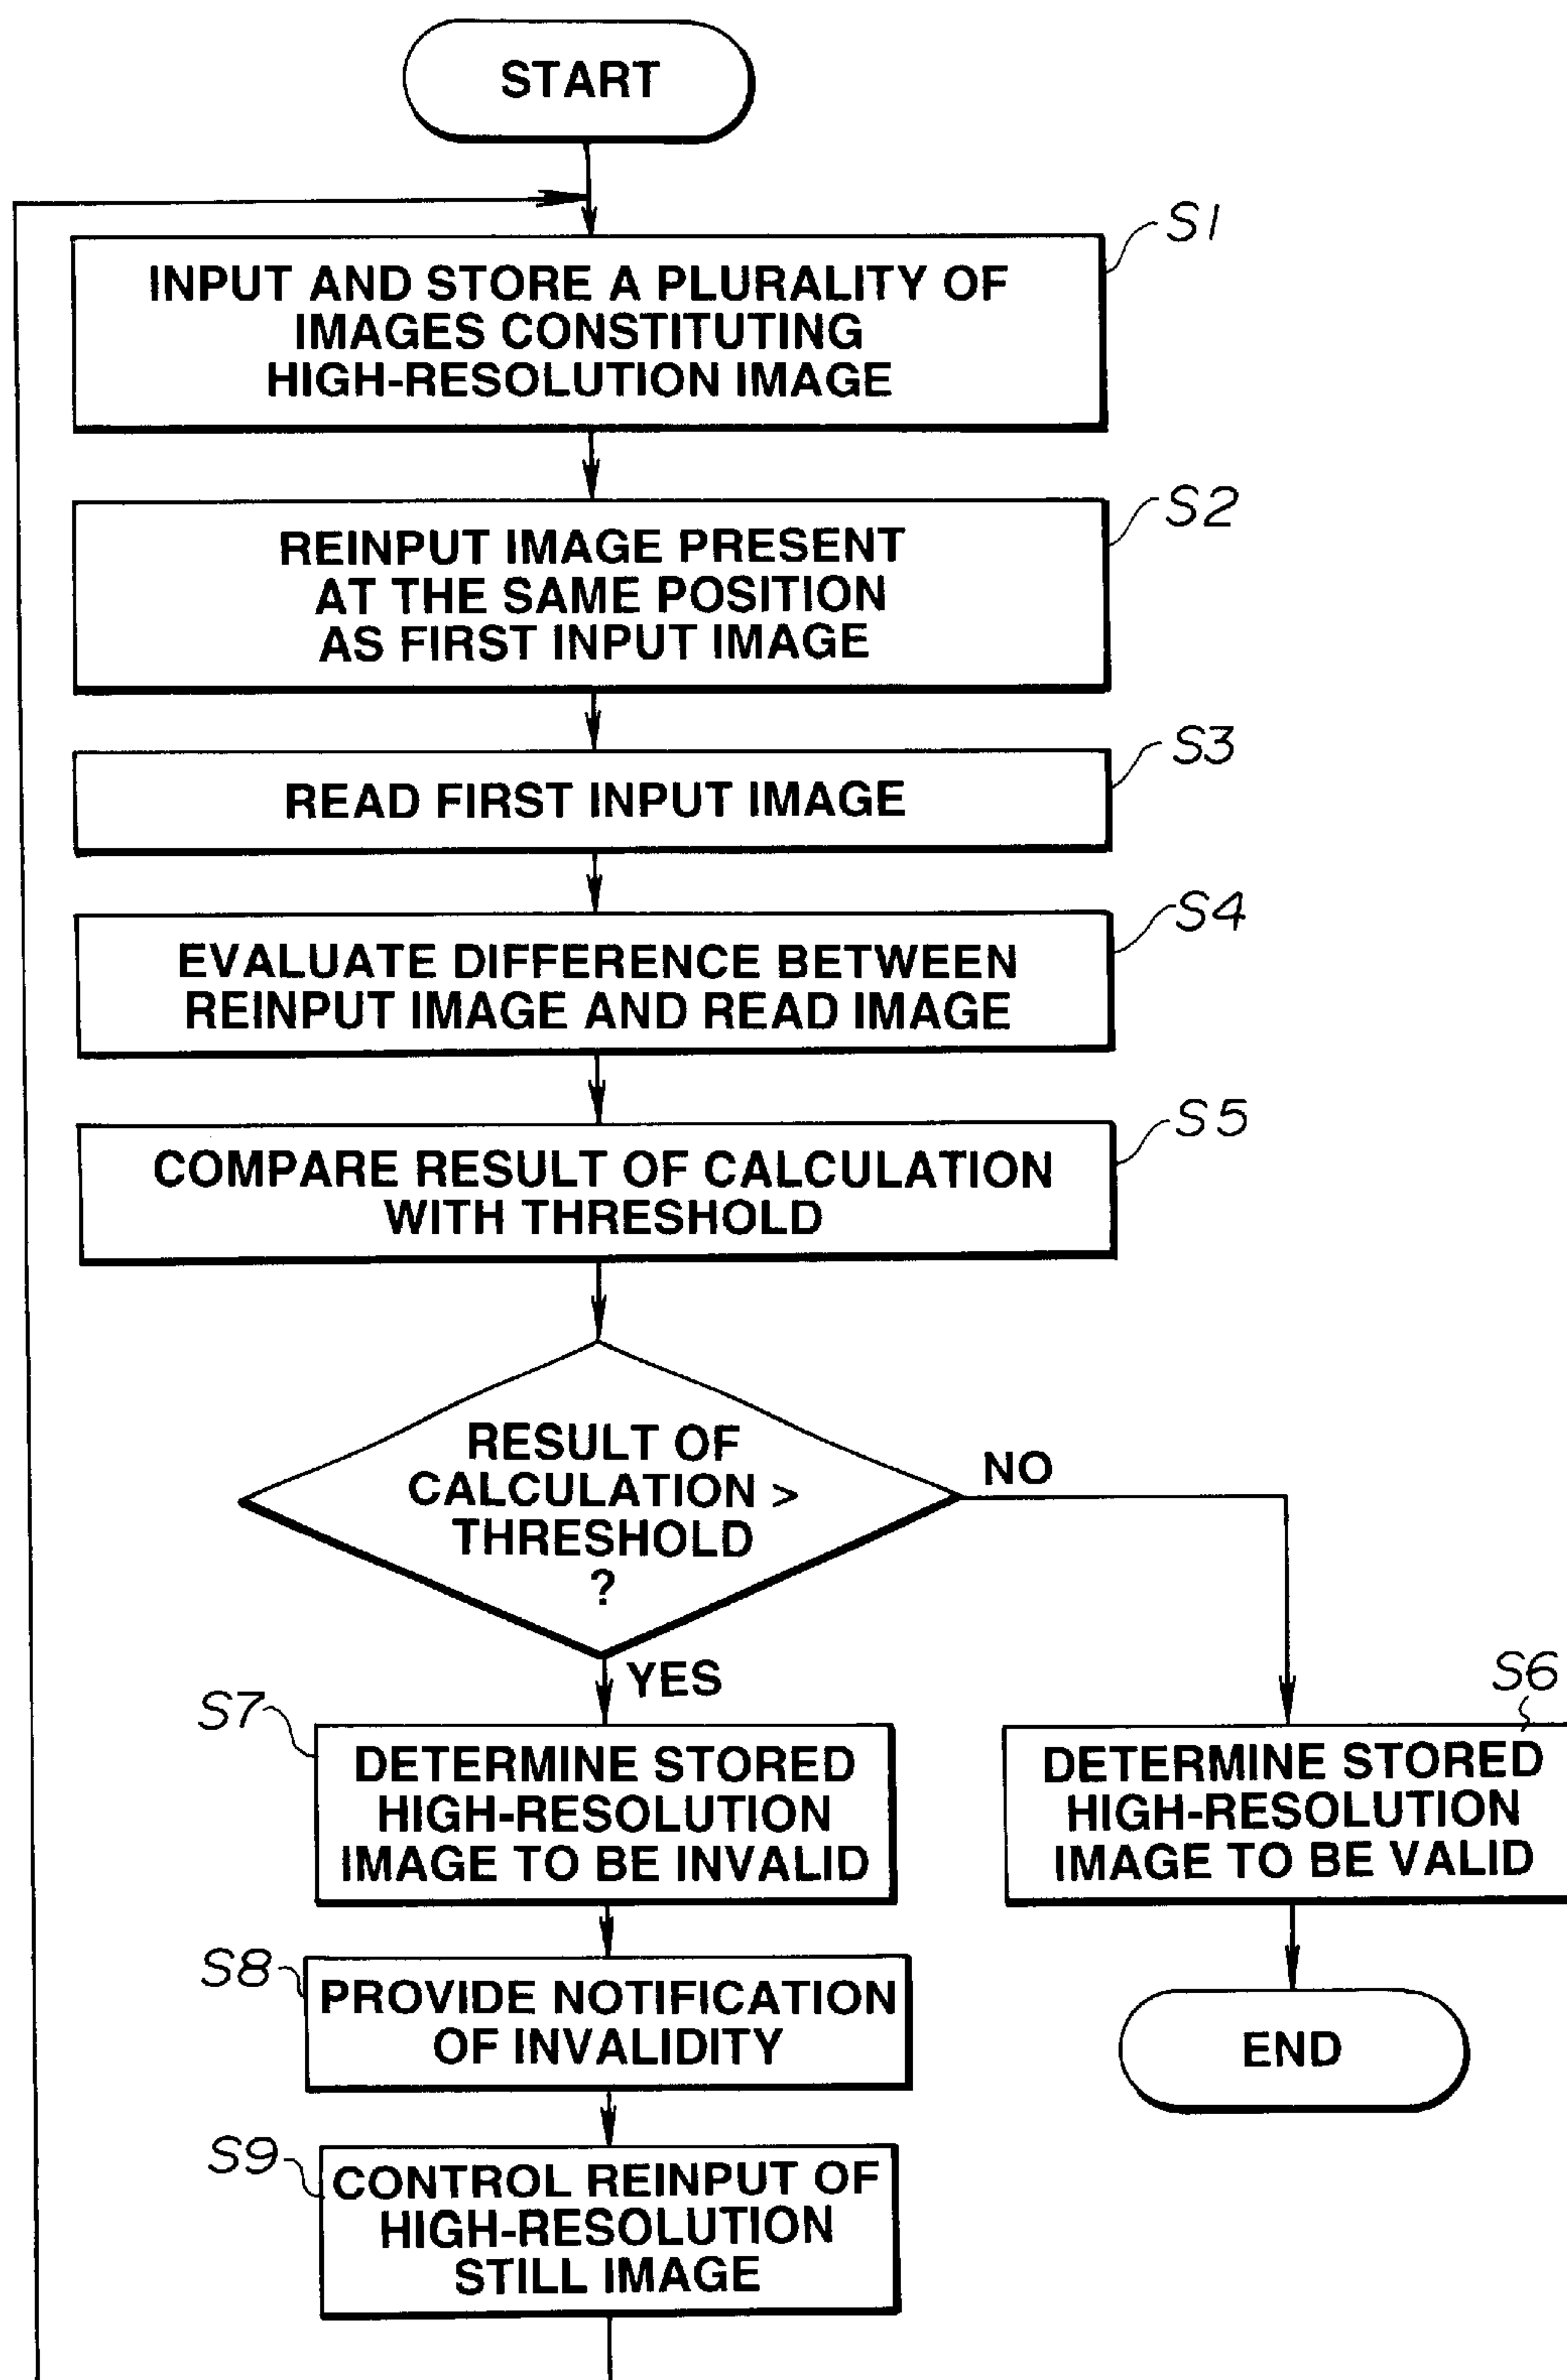 START
S1
INPUT AND STORE A PLURALITY OF
IMAGES CONSTITUTING
HIGH-RESOLUTION IMAGE
S2
REINPUT IMAGE PRESENT
AT THE SAME POSITION
AS FIRST INPUT IMAGE
S3
READ FIRST INPUT IMAGE
S4
EVALUATE DIFFERENCE BETWEEN
REINPUT IMAGE AND READ IMAGE
S5
COMPARE RESULT OF CALCULATION
WITH THRESHOLD
RESULT OF
CALCULATION >
THRESHOLD
?
NO
YES
S7
DETERMINE STORED
HIGH-RESOLUTION
IMAGE TO BE INVALID
S6
DETERMINE STORED
HIGH-RESOLUTION
IMAGE TO BE VALID
S8
PROVIDE NOTIFICATION
OF INVALIDITY
END
S9
CONTROL REINPUT OF
HIGH-RESOLUTION
STILL IMAGE